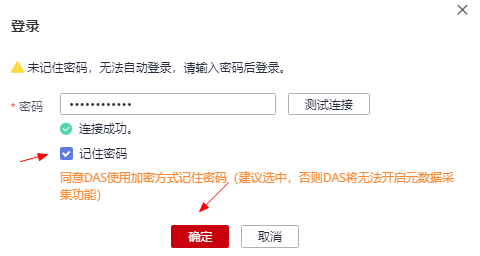 登录
未记住密码，无法自动登录，请输入密码后登录。
* 密码 •••••••••••• 测试连接
连接成功。
记住密码
同意DAS使用加密方式记住密码（建议选中，否则DAS将无法开启元数据采
集功能）
确定 取消